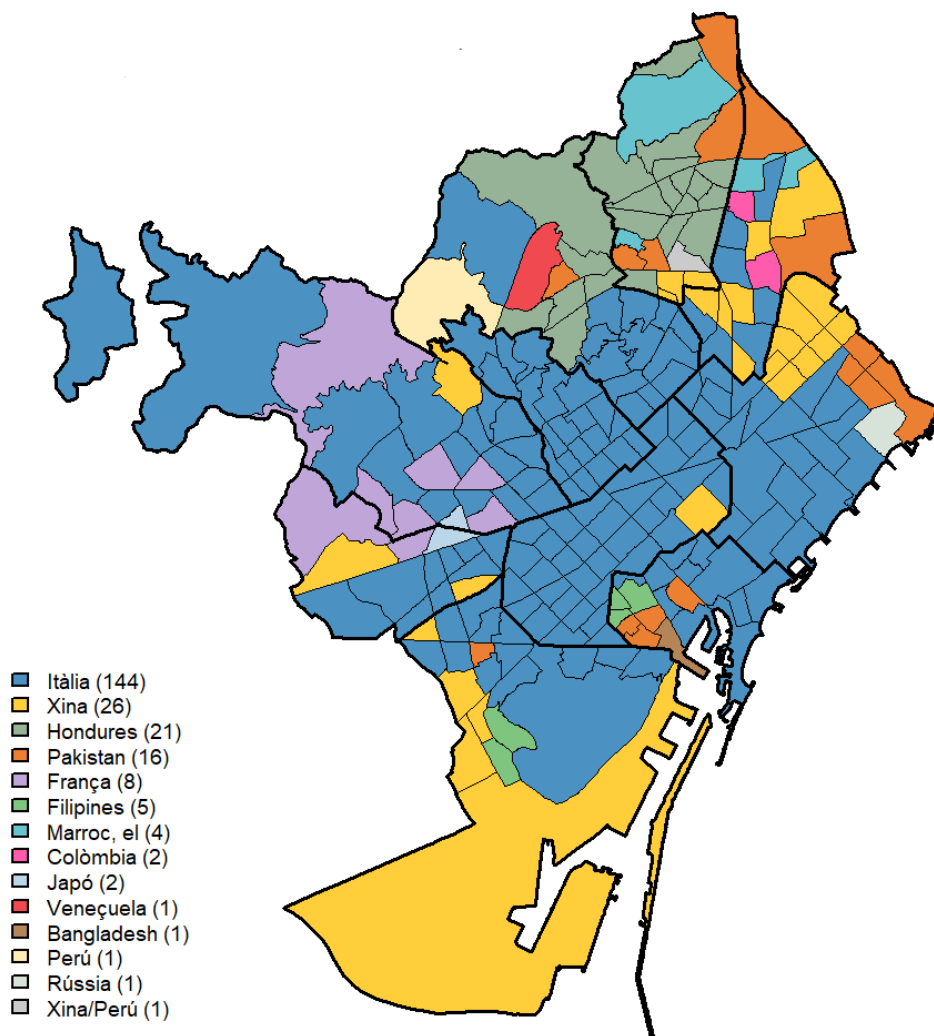 Itàlia (144)
Xina (26)
Hondures (21)
Pakistan (16)
França (8)
Filipines (5)
Marroc, el (4)
Colòmbia (2)
Japó (2)
Veneçuela (1)
Bangladesh (1)
Perú (1)
Rússia (1)
Xina/Perú (1)